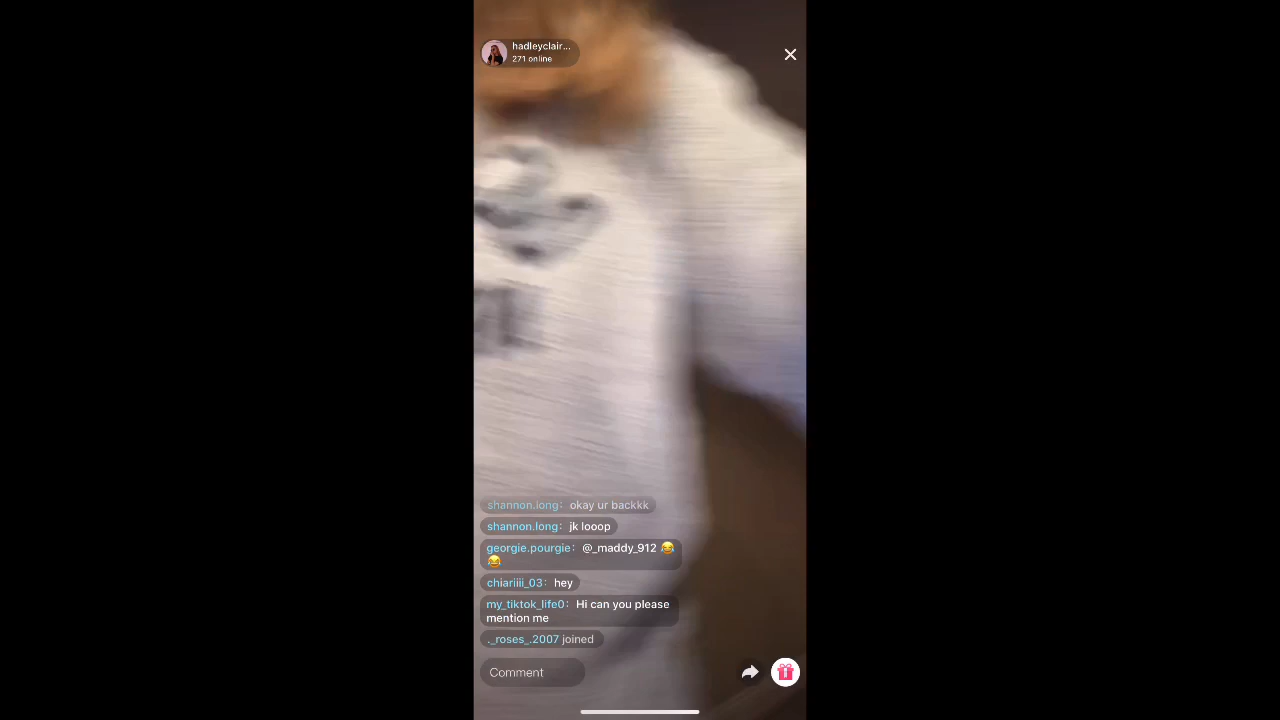 hadleyclair...
271 online
shannon.long: okay ur backkk
shannon.long: jk looop
georgie.pourgie: @_maddy_912 😂
😂
chiariiii_03: hey
my_tiktok_life0: Hi can you please
mention me
._roses_.2007 joined
Comment